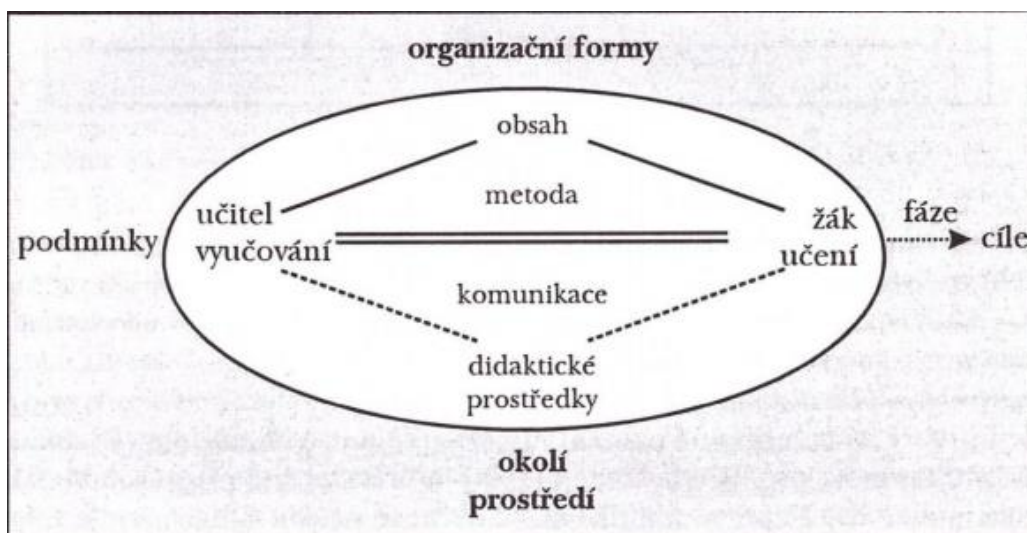 organizační formy
obsah
metoda
učitel
vyučování
žák
učení
podmínky
fáze
cíle
komunikace
didaktické
prostředky
okolí
prostředí